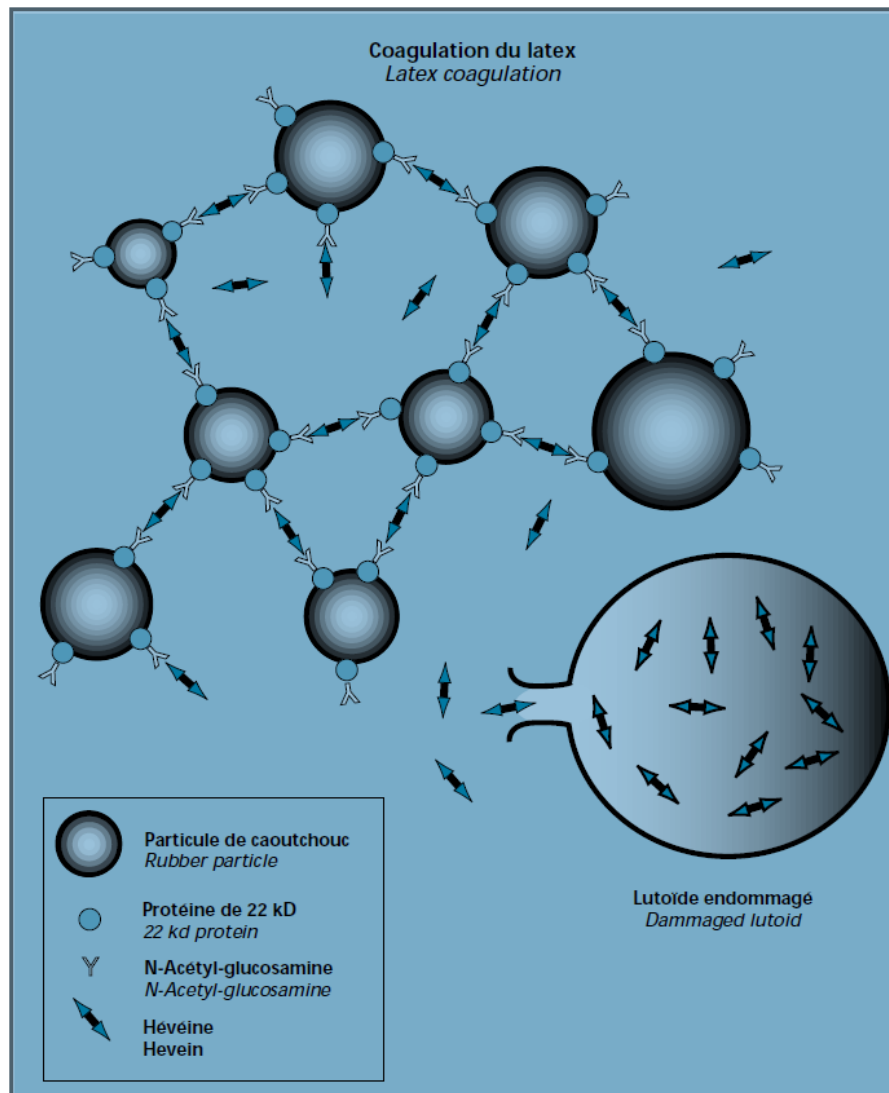 Coagulation du latex
Latex coagulation
Particule de caoutchouc
Rubber particle
Protéine de 22 kD
22 kd protein
N-Acétyl-glucosamine
N-Acetyl-glucosamine
Hévéine
Hevein
Lutoïde endommagé
Dammaged lutoid